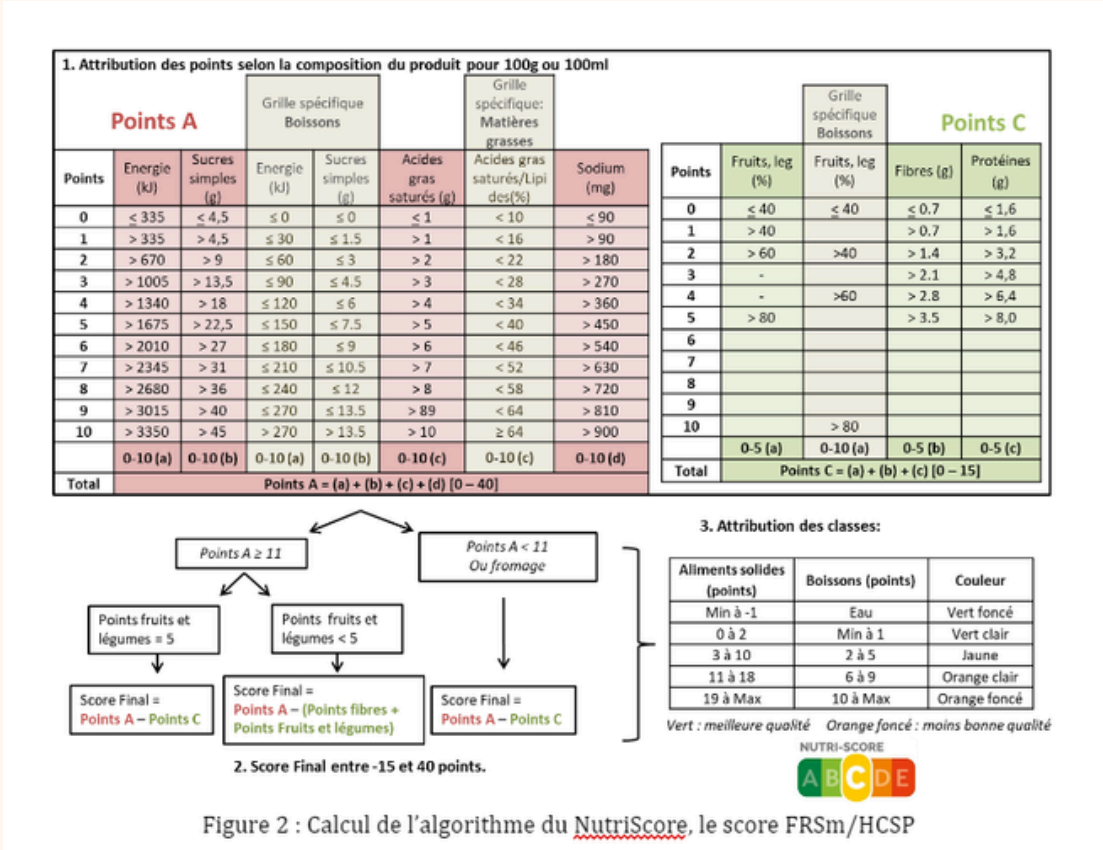 1. Attribution des points selon la composition du produit pour 100g ou 100ml
Points A
Grille spécifique
Boissons
Grille
spécifique:
Matières
grasses
Points Energie (kJ) Sucres simples (g) Energie (kJ) Sucres simples (g) Acides gras saturés (g) Acides gras saturés/Lipides(%) Sodium (mg)
0 ≤ 335 ≤ 4,5 ≤ 0 ≤ 0 ≤ 1 < 10 ≤ 90
1 > 335 > 4,5 ≤ 30 ≤ 1.5 > 1 < 16 > 90
2 > 670 > 9 ≤ 60 ≤ 3 > 2 < 22 > 180
3 > 1005 > 13,5 ≤ 90 ≤ 4.5 > 3 < 28 > 270
4 > 1340 > 18 ≤ 120 ≤ 6 > 4 < 34 > 360
5 > 1675 > 22,5 ≤ 150 ≤ 7.5 > 5 < 40 > 450
6 > 2010 > 27 ≤ 180 ≤ 9 > 6 < 46 > 540
7 > 2345 > 31 ≤ 210 ≤ 10.5 > 7 < 52 > 630
8 > 2680 > 36 ≤ 240 ≤ 12 > 8 < 58 > 720
9 > 3015 > 40 ≤ 270 ≤ 13.5 > 89 < 64 > 810
10 > 3350 > 45 > 270 > 13.5 > 10 ≥ 64 > 900
0-10 (a) 0-10 (b) 0-10 (a) 0-10 (b) 0-10 (c) 0-10 (c) 0-10 (d)
Total Points A = (a) + (b) + (c) + (d) [0 – 40]
Grille
spécifique
Boissons
Points C
Points Fruits, leg (%) Fruits, leg (%) Fibres (g) Protéines (g)
0 ≤ 40 ≤ 40 ≤ 0.7 ≤ 1,6
1 > 40 > 0.7 > 1,6
2 > 60 >40 > 1.4 > 3,2
3 - > 2.1 > 4,8
4 - >60 > 2.8 > 6,4
5 > 80 > 3.5 > 8,0
6
7
8
9
10 > 80
0-5 (a) 0-10 (a) 0-5 (b) 0-5 (c)
Total Points C = (a) + (b) + (c) [0 – 15]
Points A ≥ 11
Points A < 11
Ou fromage
Points fruits et
légumes = 5
Points fruits et
légumes < 5
Score Final =
Points A – Points C
Score Final =
Points A – (Points fibres +
Points Fruits et légumes)
Score Final =
Points A – Points C
2. Score Final entre -15 et 40 points.
3. Attribution des classes:
Aliments solides (points) Boissons (points) Couleur
Min à -1 Eau Vert foncé
0 à 2 Min à 1 Vert clair
3 à 10 2 à 5 Jaune
11 à 18 6 à 9 Orange clair
19 à Max 10 à Max Orange foncé
Vert : meilleure qualité Orange foncé : moins bonne qualité
NUTRI-SCORE
A B C D E
Figure 2 : Calcul de l'algorithme du NutriScore, le score FRSm/HCSP